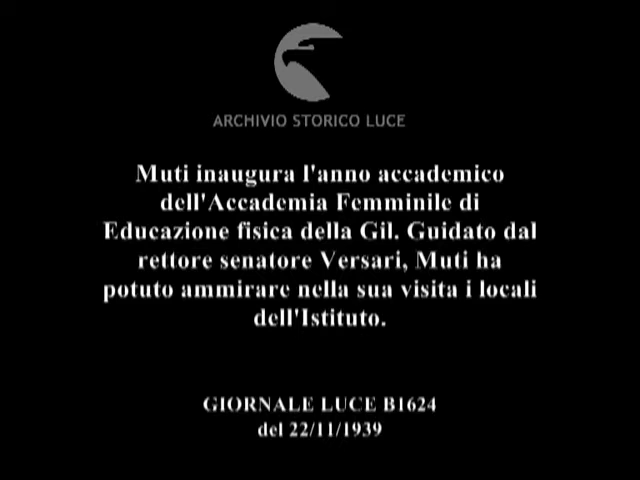 ARCHIVIO STORICO LUCE
Muti inaugura l'anno accademico
dell'Accademia Femminile di
Educazione fisica della Gil. Guidato dal
rettore senatore Versari, Muti ha
potuto ammirare nella sua visita i locali
dell'Istituto.
GIORNALE LUCE B1624
del 22/11/1939